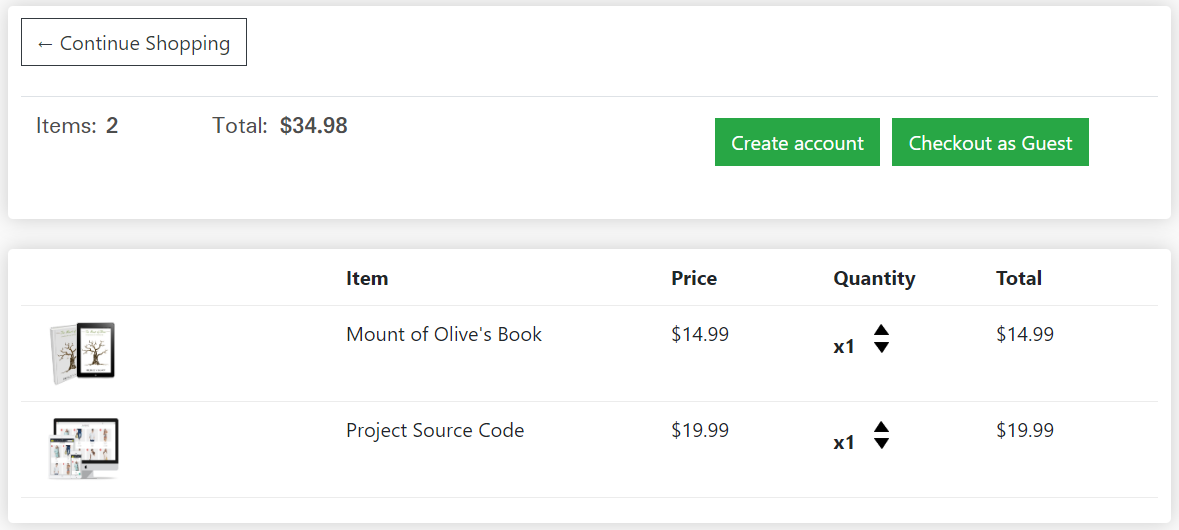 ← Continue Shopping
Items: 2 Total: $34.98 Create account Checkout as Guest
Item Price Quantity Total
Mount of Olive's Book $14.99 x1 $14.99
Project Source Code $19.99 x1 $19.99